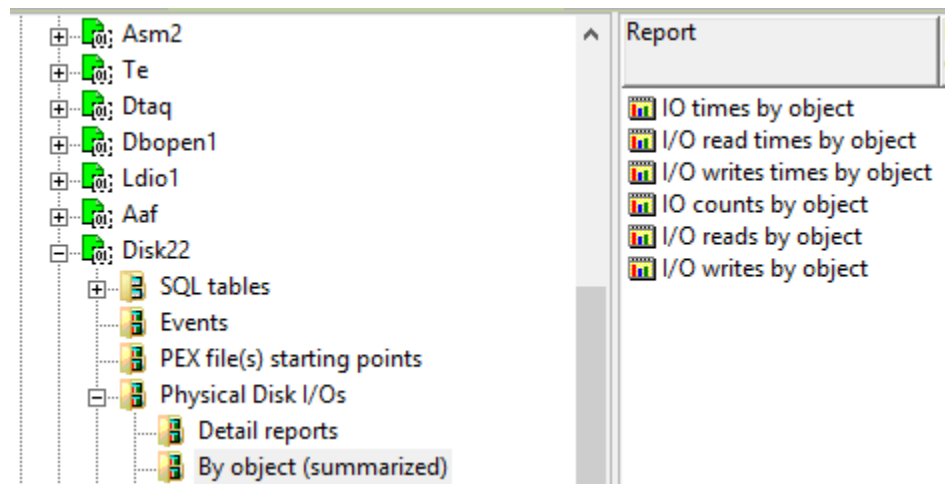 Asm2
Te
Dtaq
Dbopen1
Ldio1
Aaf
Disk22
SQL tables
Events
PEX file(s) starting points
Physical Disk I/Os
Detail reports
By object (summarized)
Report
IO times by object
I/O read times by object
I/O writes times by object
IO counts by object
I/O reads by object
I/O writes by object